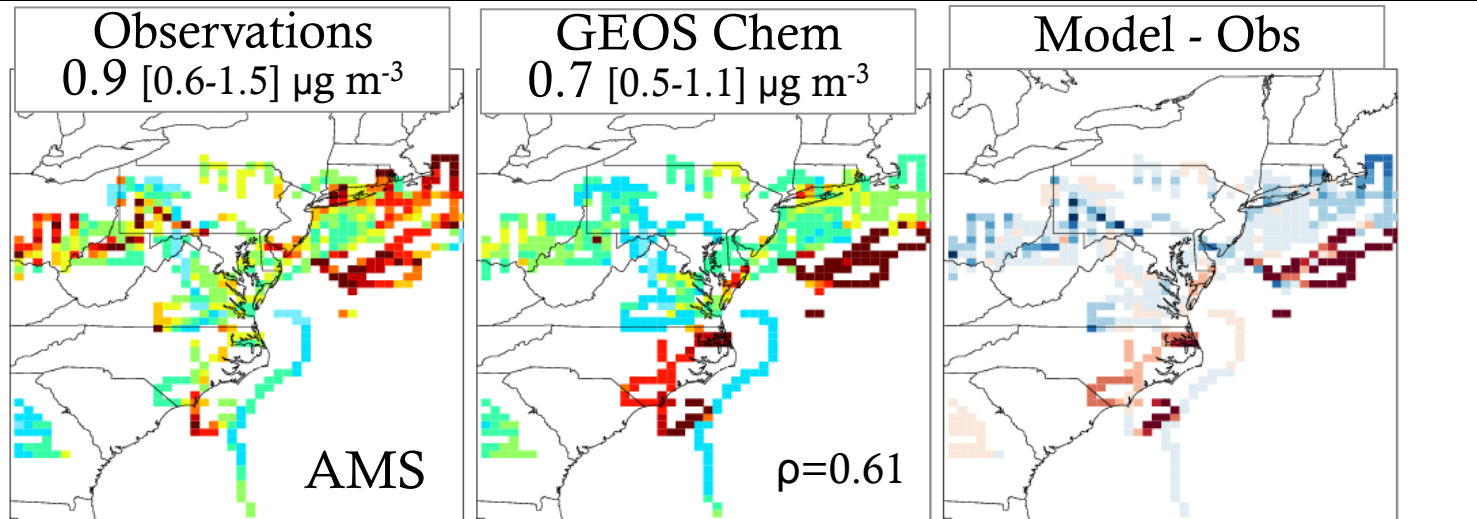 Observations
0.9 [0.6-1.5] μg m-3
GEOS Chem
0.7 [0.5-1.1] μg m-3
Model - Obs
AMS
ρ=0.61